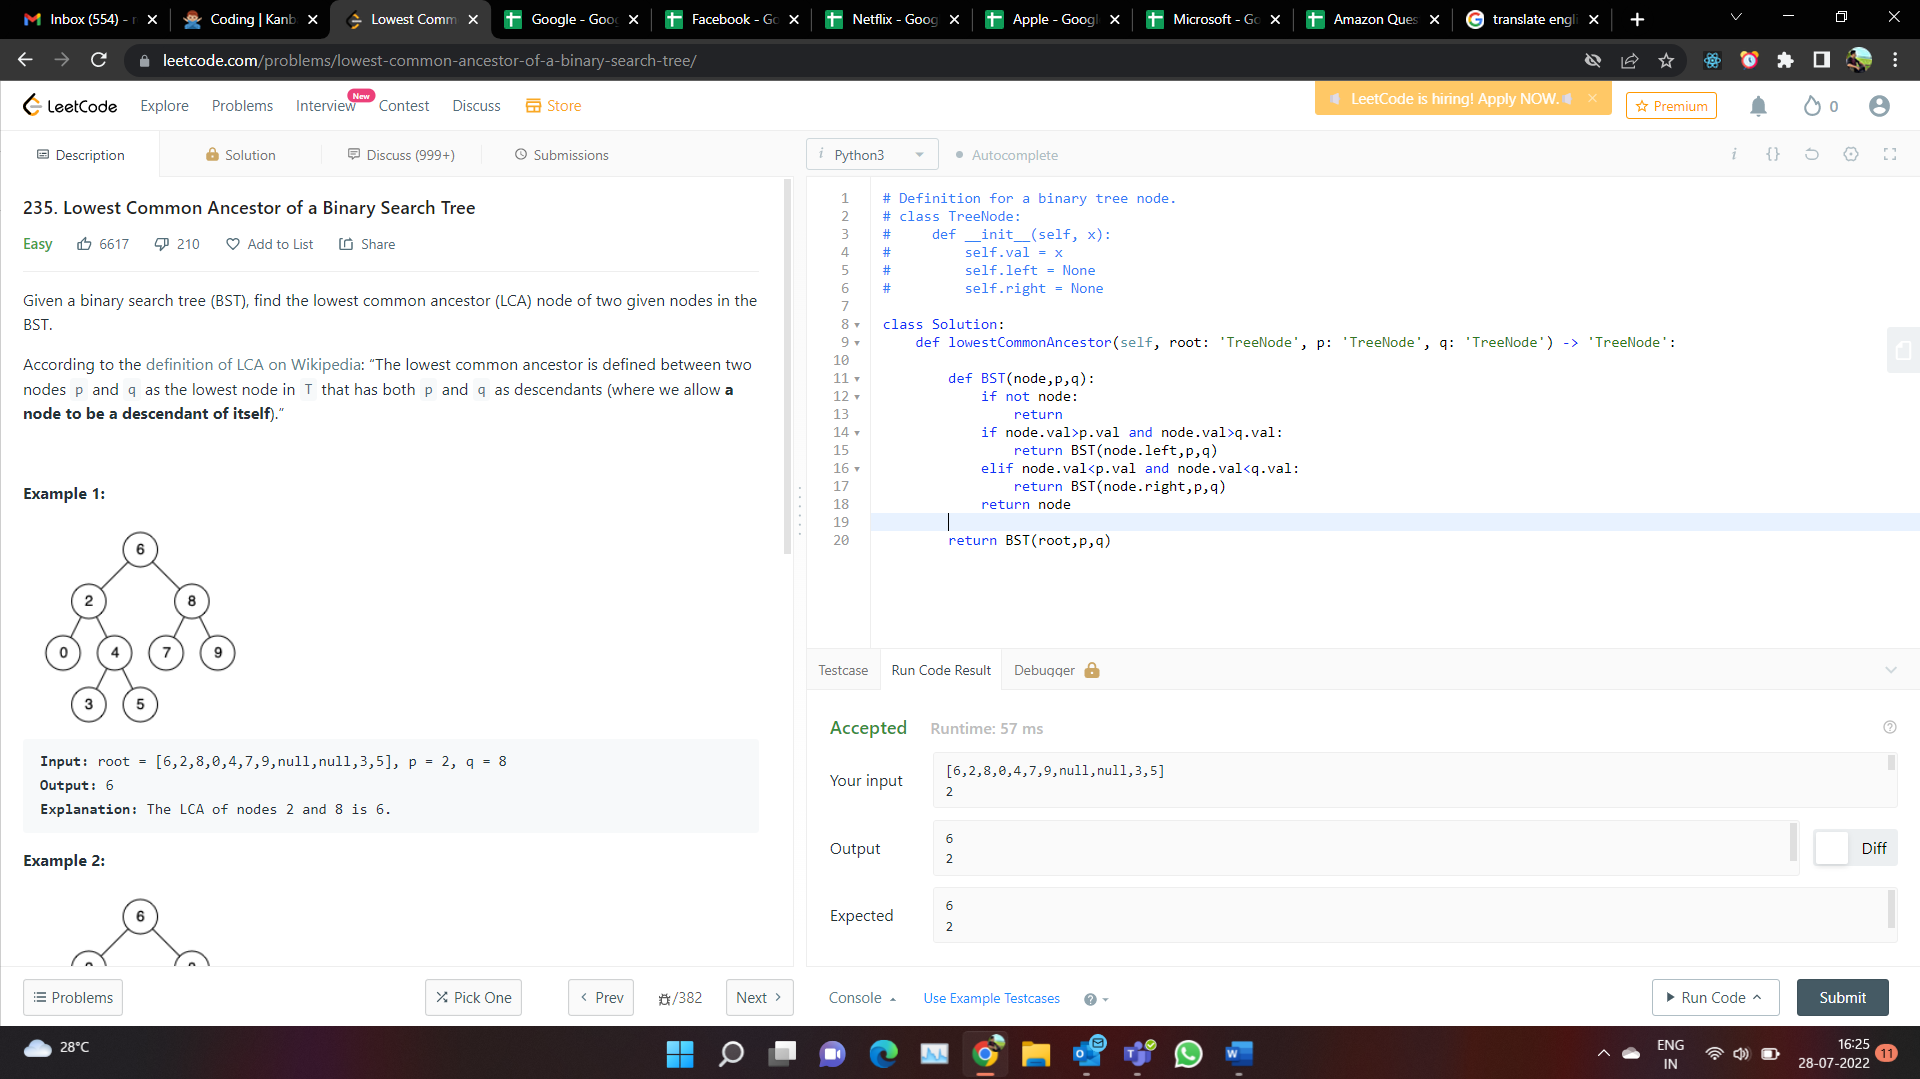 Inbox (554) -
Coding | Kanb
Lowest Comm
Google - Goog
Facebook - Go
Netflix - Goog
Apple - Googl
Microsoft - Go
Amazon Ques
translate engli
leetcode.com/problems/lowest-common-ancestor-of-a-binary-search-tree/
LeetCode
Explore
Problems
Interview
New
Contest
Discuss
Store
LeetCode is hiring! Apply NOW.
Premium
0
Description
Solution
Discuss (999+)
Submissions
i Python3
Autocomplete
i {}
235. Lowest Common Ancestor of a Binary Search Tree
Easy 6617 210 Add to List Share
Given a binary search tree (BST), find the lowest common ancestor (LCA) node of two given nodes in the
BST.
According to the definition of LCA on Wikipedia: “The lowest common ancestor is defined between two
nodes p and q as the lowest node in T that has both p and q as descendants (where we allow a
node to be a descendant of itself).”
Example 1:
6
2 8
0 4 7 9
3 5
Input: root = [6,2,8,0,4,7,9,null,null,3,5], p = 2, q = 8
Output: 6
Explanation: The LCA of nodes 2 and 8 is 6.
Example 2:
6
1 # Definition for a binary tree node.
2 # class TreeNode:
3 #     def __init__(self, x):
4 #         self.val = x
5 #         self.left = None
6 #         self.right = None
7
8 class Solution:
9     def lowestCommonAncestor(self, root: 'TreeNode', p: 'TreeNode', q: 'TreeNode') -> 'TreeNode':
10
11         def BST(node,p,q):
12             if not node:
13                 return
14             if node.val>p.val and node.val>q.val:
15                 return BST(node.left,p,q)
16             elif node.val<p.val and node.val<q.val:
17                 return BST(node.right,p,q)
18             return node
19
20         return BST(root,p,q)
Testcase
Run Code Result
Debugger
Accepted Runtime: 57 ms
Your input
[6,2,8,0,4,7,9,null,null,3,5]
2
Output
6
2
Diff
Expected
6
2
Problems
Pick One
Prev
/382
Next
Console
Use Example Testcases
Run Code
Submit
28°C
ENG
IN
16:25
28-07-2022
11